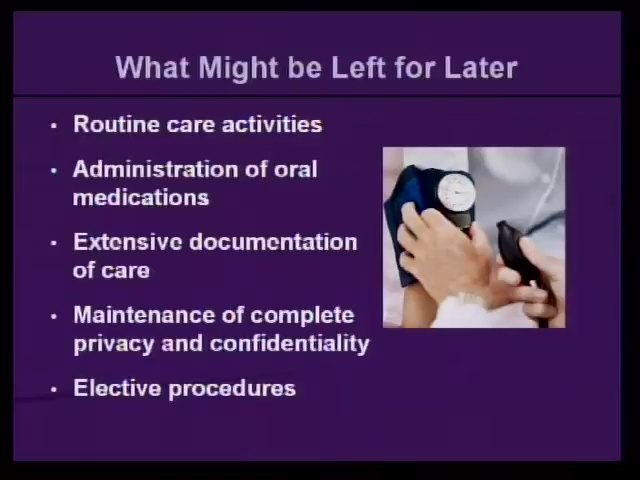 What Might be Left for Later
• Routine care activities
• Administration of oral
medications
• Extensive documentation
of care
• Maintenance of complete
privacy and confidentiality
• Elective procedures